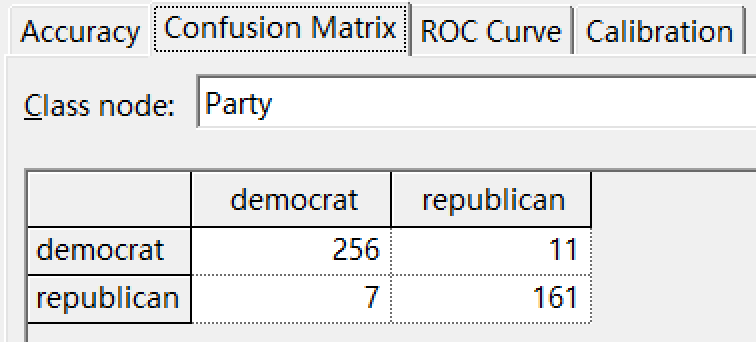 Accuracy Confusion Matrix ROC Curve Calibration
Class node: Party
democrat republican
democrat 256 11
republican 7 161